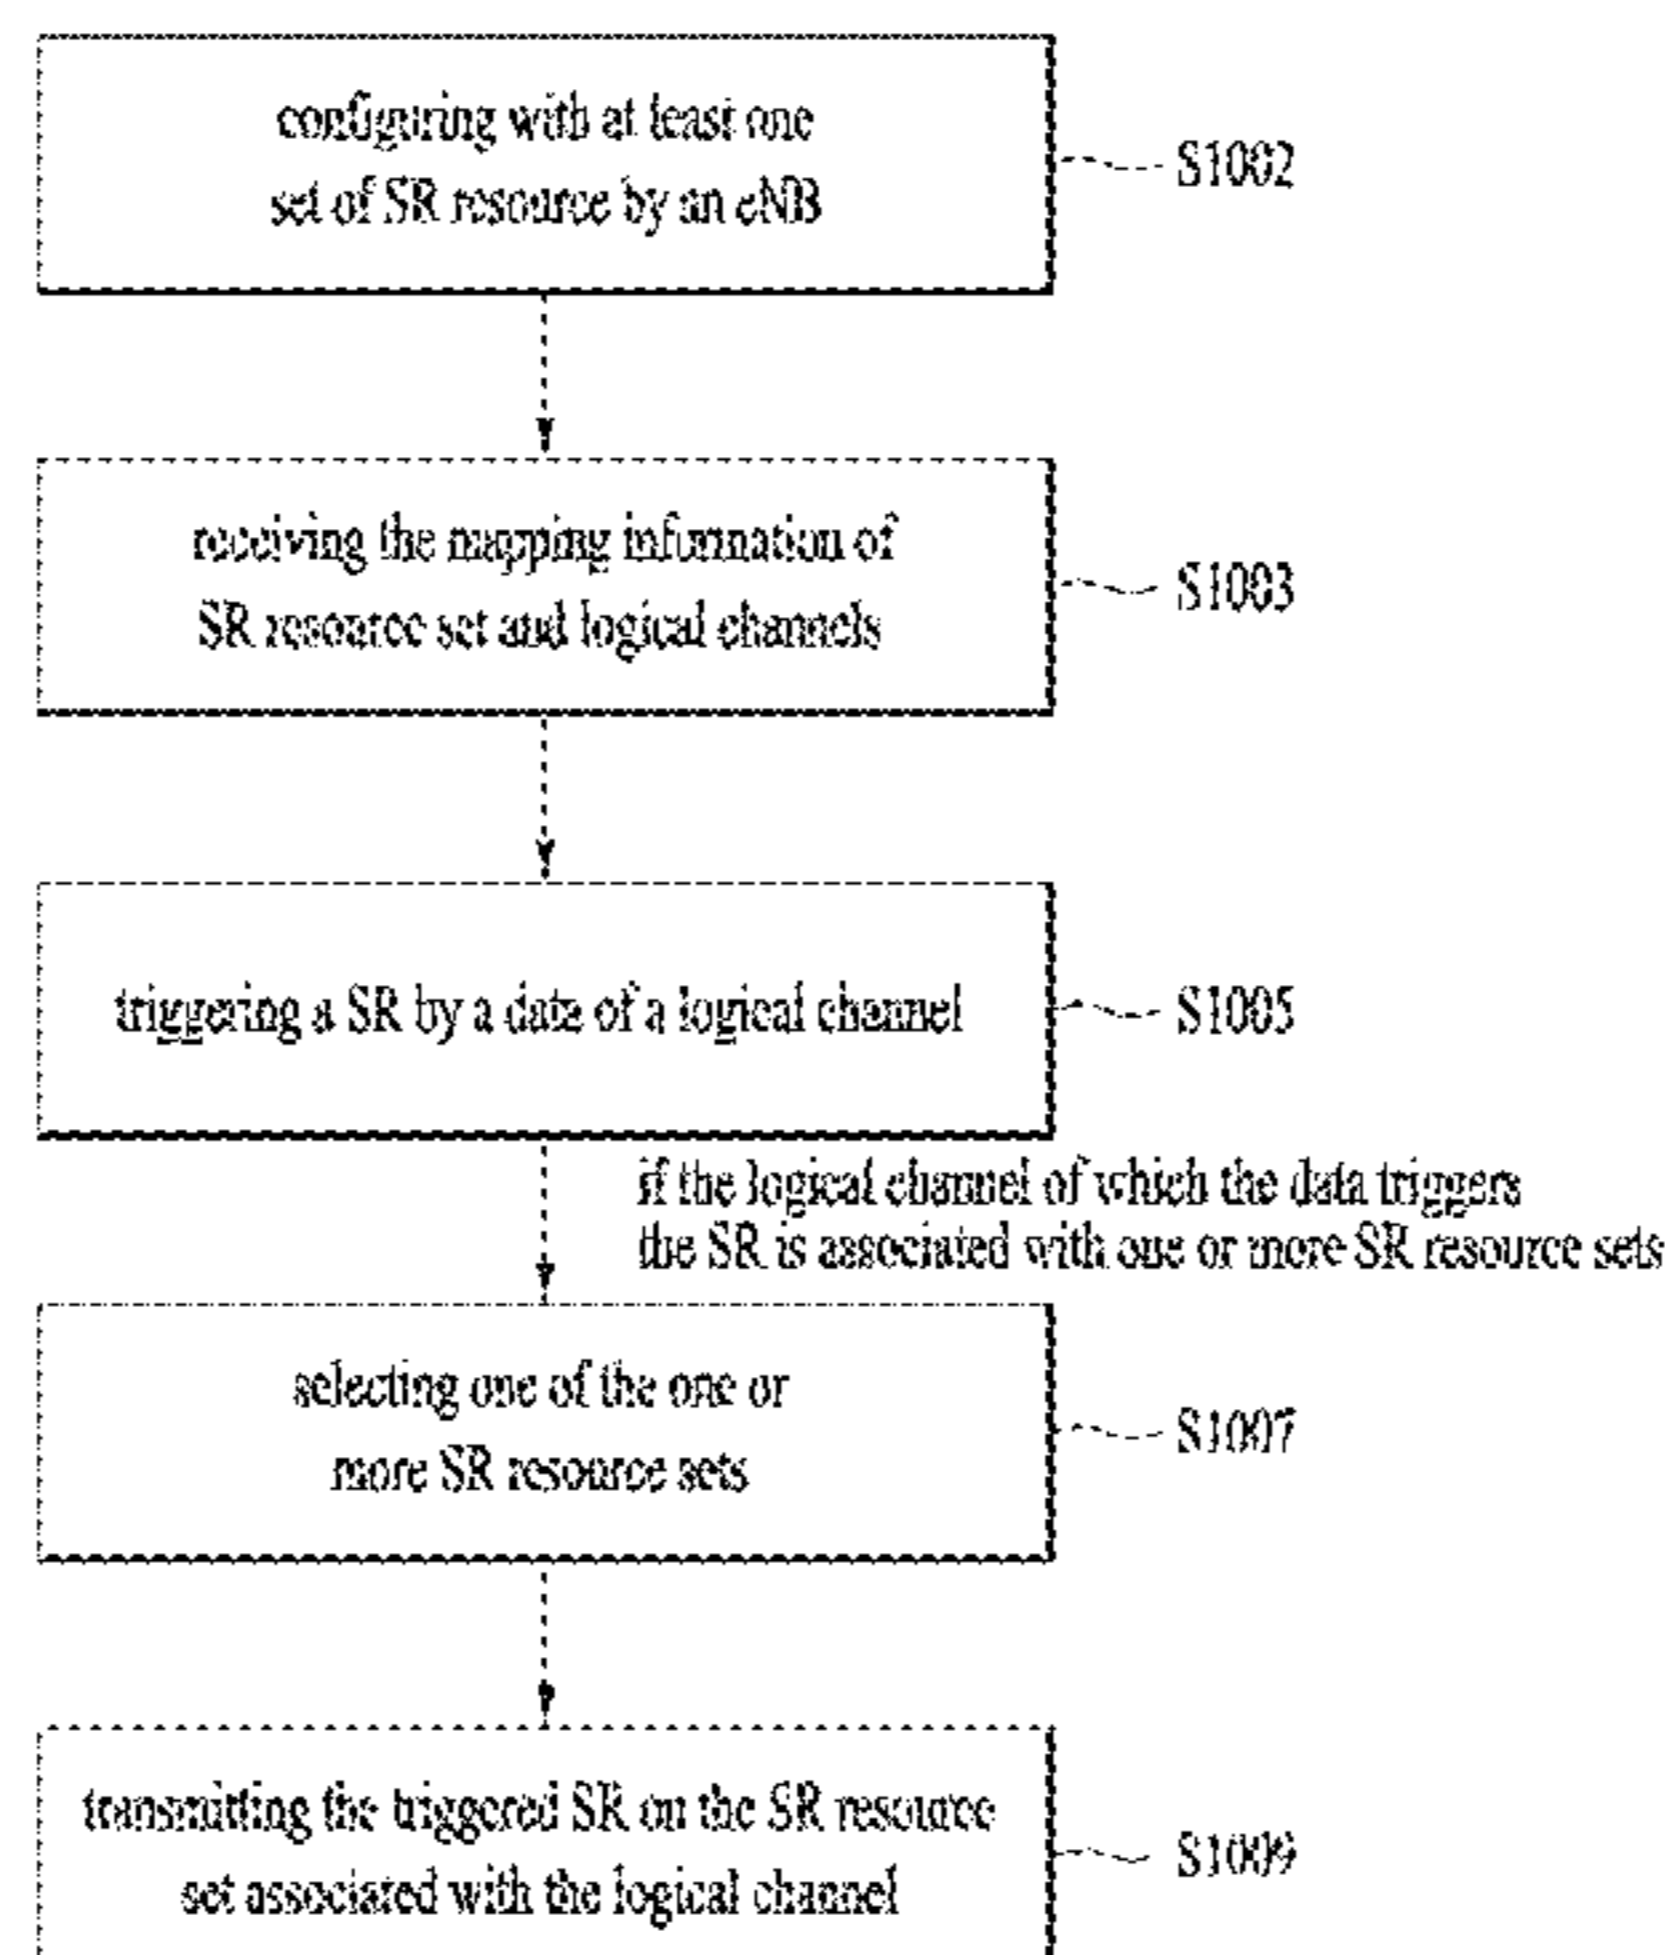 configuring with at least one
set of SR resource by an eNB
S1002
receiving the mapping information of
SR resource set and logical channels
S1003
triggering a SR by a data of a logical channel
S1005
if the logical channel of which the data triggers
the SR is associated with one or more SR resource sets
selecting one of the one or
more SR resource sets
S1007
transmitting the triggered SR on the SR resource
set associated with the logical channel
S1009